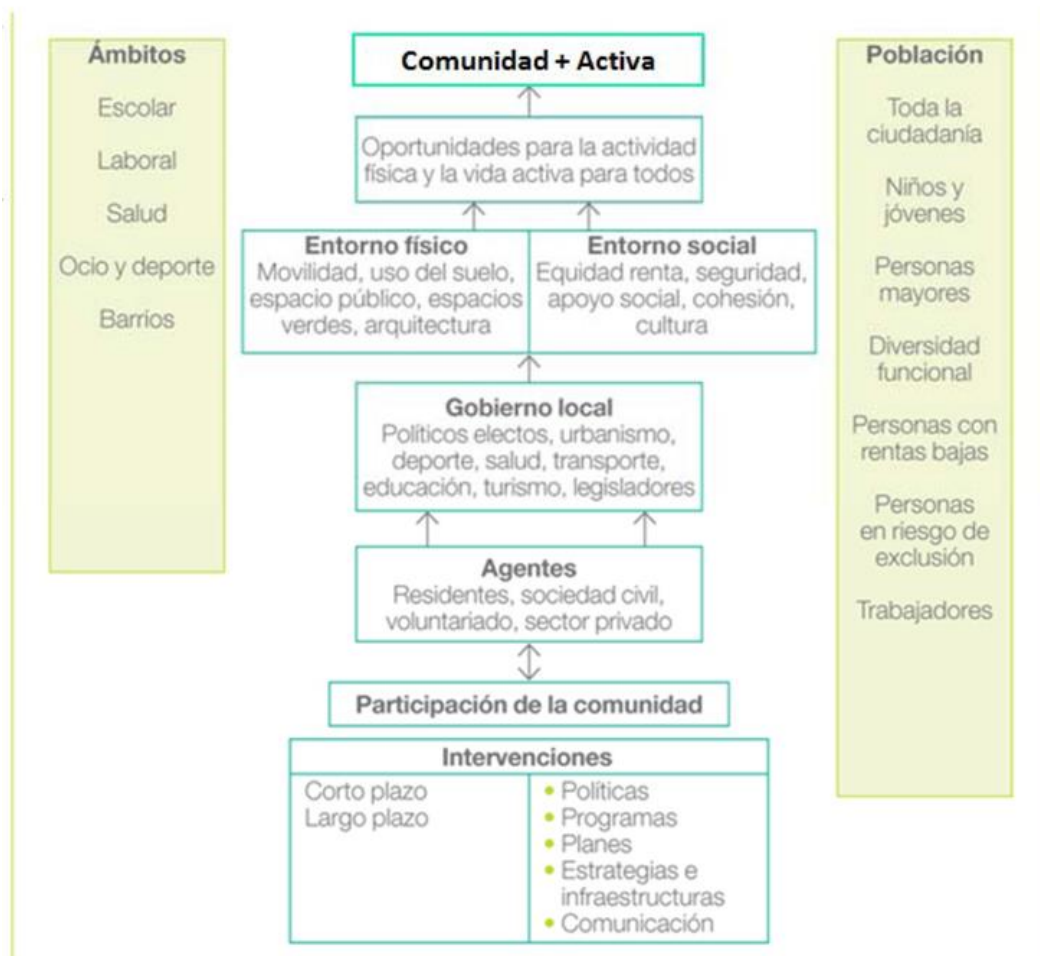 Ámbitos
Escolar
Laboral
Salud
Ocio y deporte
Barrios
Comunidad + Activa
Oportunidades para la actividad
física y la vida activa para todos
Entorno físico
Movilidad, uso del suelo,
espacio público, espacios
verdes, arquitectura
Entorno social
Equidad renta, seguridad,
apoyo social, cohesión,
cultura
Gobierno local
Políticos electos, urbanismo,
deporte, salud, transporte,
educación, turismo, legisladores
Agentes
Residentes, sociedad civil,
voluntariado, sector privado
Participación de la comunidad
Intervenciones
Corto plazo
Largo plazo
• Políticas
• Programas
• Planes
• Estrategias e
infraestructuras
• Comunicación
Población
Toda la
ciudadanía
Niños y
jóvenes
Personas
mayores
Diversidad
funcional
Personas con
rentas bajas
Personas
en riesgo de
exclusión
Trabajadores